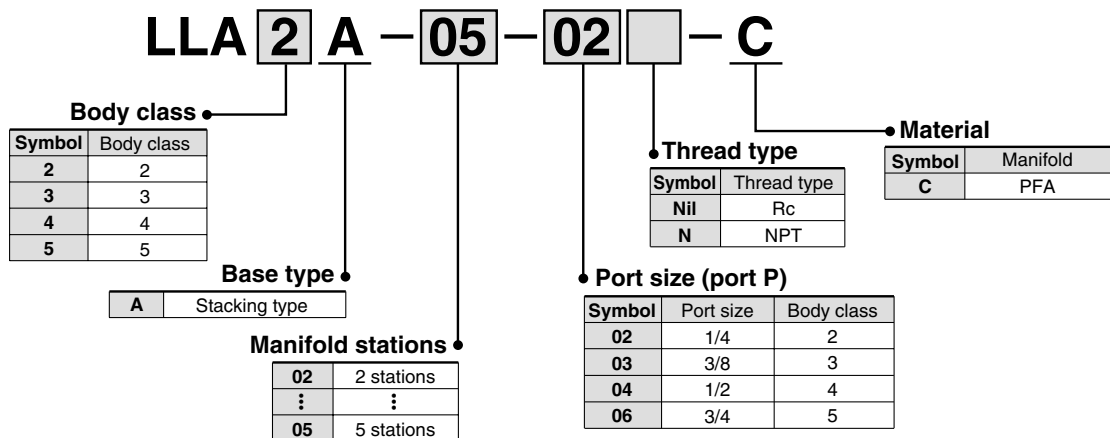 LLA 2 A – 05 – 02 – C
Body class
Symbol Body class
2 2
3 3
4 4
5 5
Base type
A Stacking type
Manifold stations
02 2 stations
⋮ ⋮
05 5 stations
Thread type
Symbol Thread type
Nil Rc
N NPT
Port size (port P)
Symbol Port size Body class
02 1/4 2
03 3/8 3
04 1/2 4
06 3/4 5
Material
Symbol Manifold
C PFA